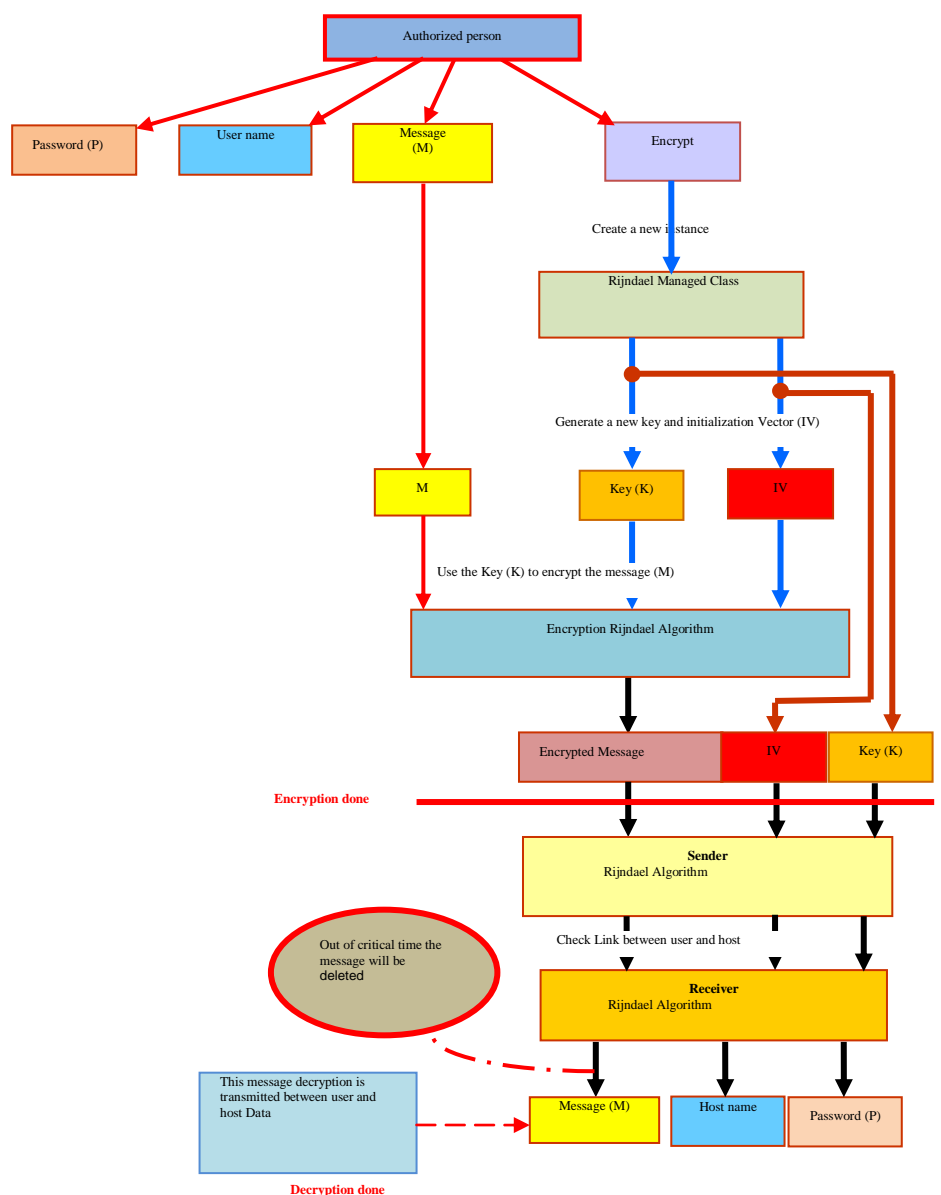 Authorized person
Password (P)
User name
Message
(M)
Encrypt
Create a new instance
Rijndael Managed Class
Generate a new key and initialization Vector (IV)
M
Key (K)
IV
Use the Key (K) to encrypt the message (M)
Encryption Rijndael Algorithm
Encrypted Message
IV
Key (K)
Encryption done
Sender
Rijndael Algorithm
Out of critical time the
message will be
deleted
Check Link between user and host
Receiver
Rijndael Algorithm
This message decryption is
transmitted between user and
host Data
Message (M)
Host name
Password (P)
Decryption done